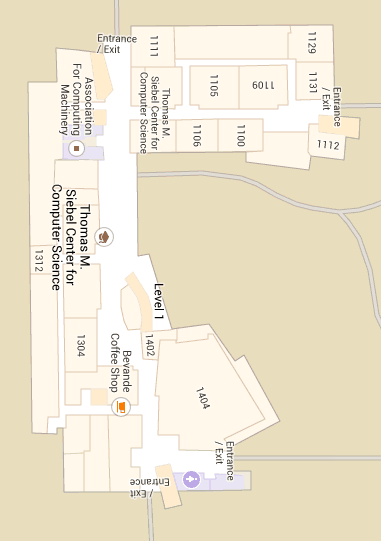 Entrance
/ Exit
1111
1129
Association
For Computing
Machinery
Thomas M.
Siebel Center for
Computer Science
1105
1109
1131
Entrance
/ Exit
1106
1100
1112
Thomas M.
Siebel Center for
Computer Science
1312
Level 1
1304
1402
Bevande
Coffee Shop
1404
Entrance
/ Exit
Entrance
/ Exit